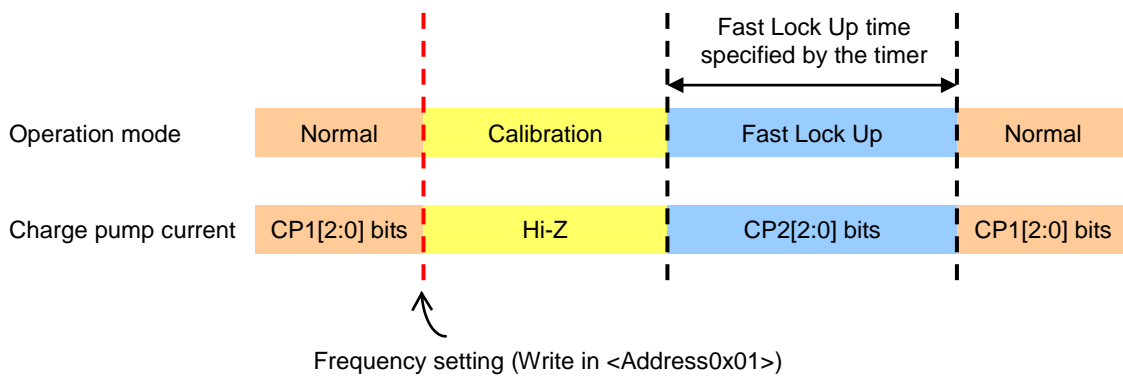 Fast Lock Up time
specified by the timer
Operation mode Normal Calibration Fast Lock Up Normal
Charge pump current CP1[2:0] bits Hi-Z CP2[2:0] bits CP1[2:0] bits
Frequency setting (Write in <Address0x01>)